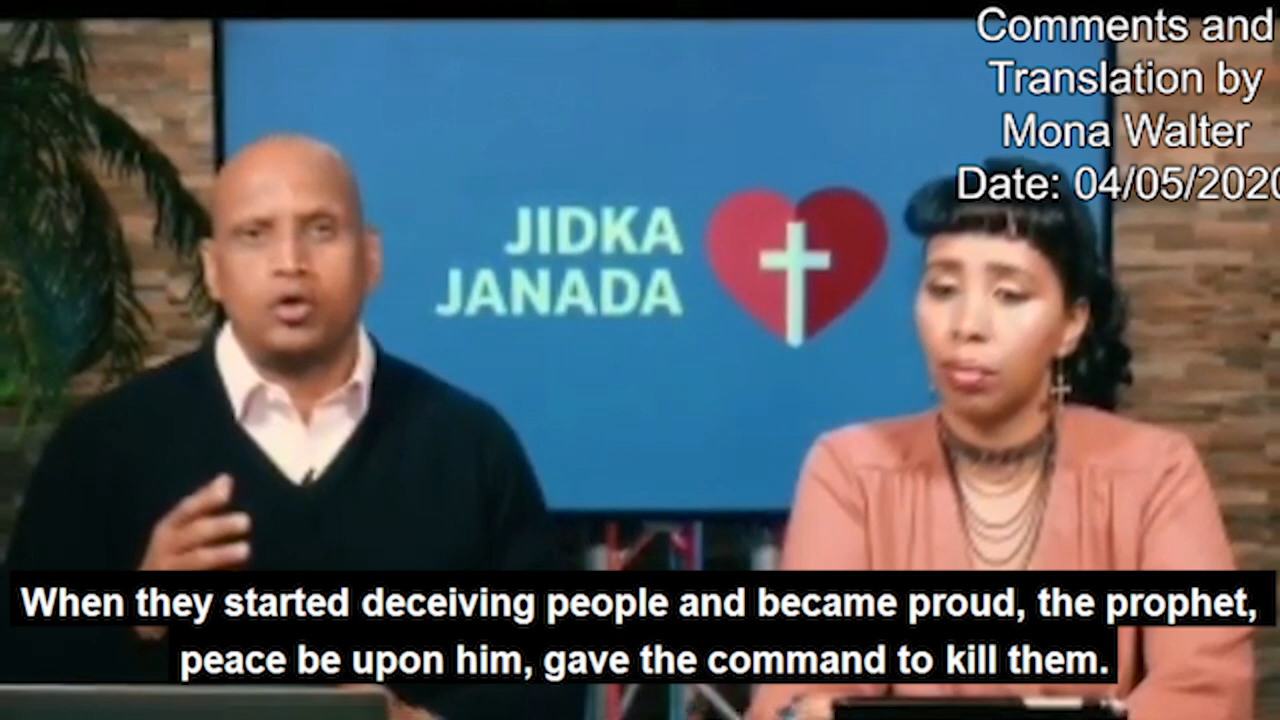 Comments and
Translation by
Mona Walter
Date: 04/05/2020
JIDKA
JANADA
When they started deceiving people and became proud, the prophet,
peace be upon him, gave the command to kill them.